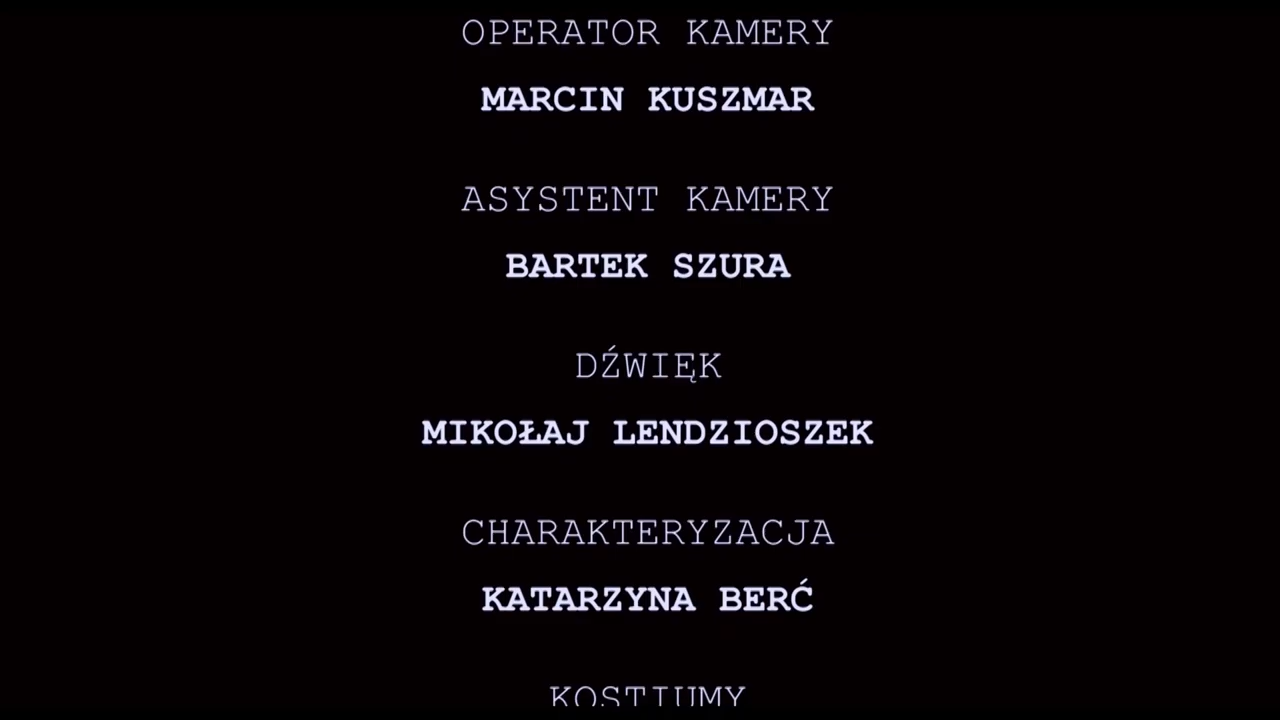 OPERATOR KAMERY
MARCIN KUSZMAR
ASYSTENT KAMERY
BARTEK SZURA
DŹWIĘK
MIKOŁAJ LENDZIOSZEK
CHARAKTERYZACJA
KATARZYNA BERĆ
KOSTIUMY